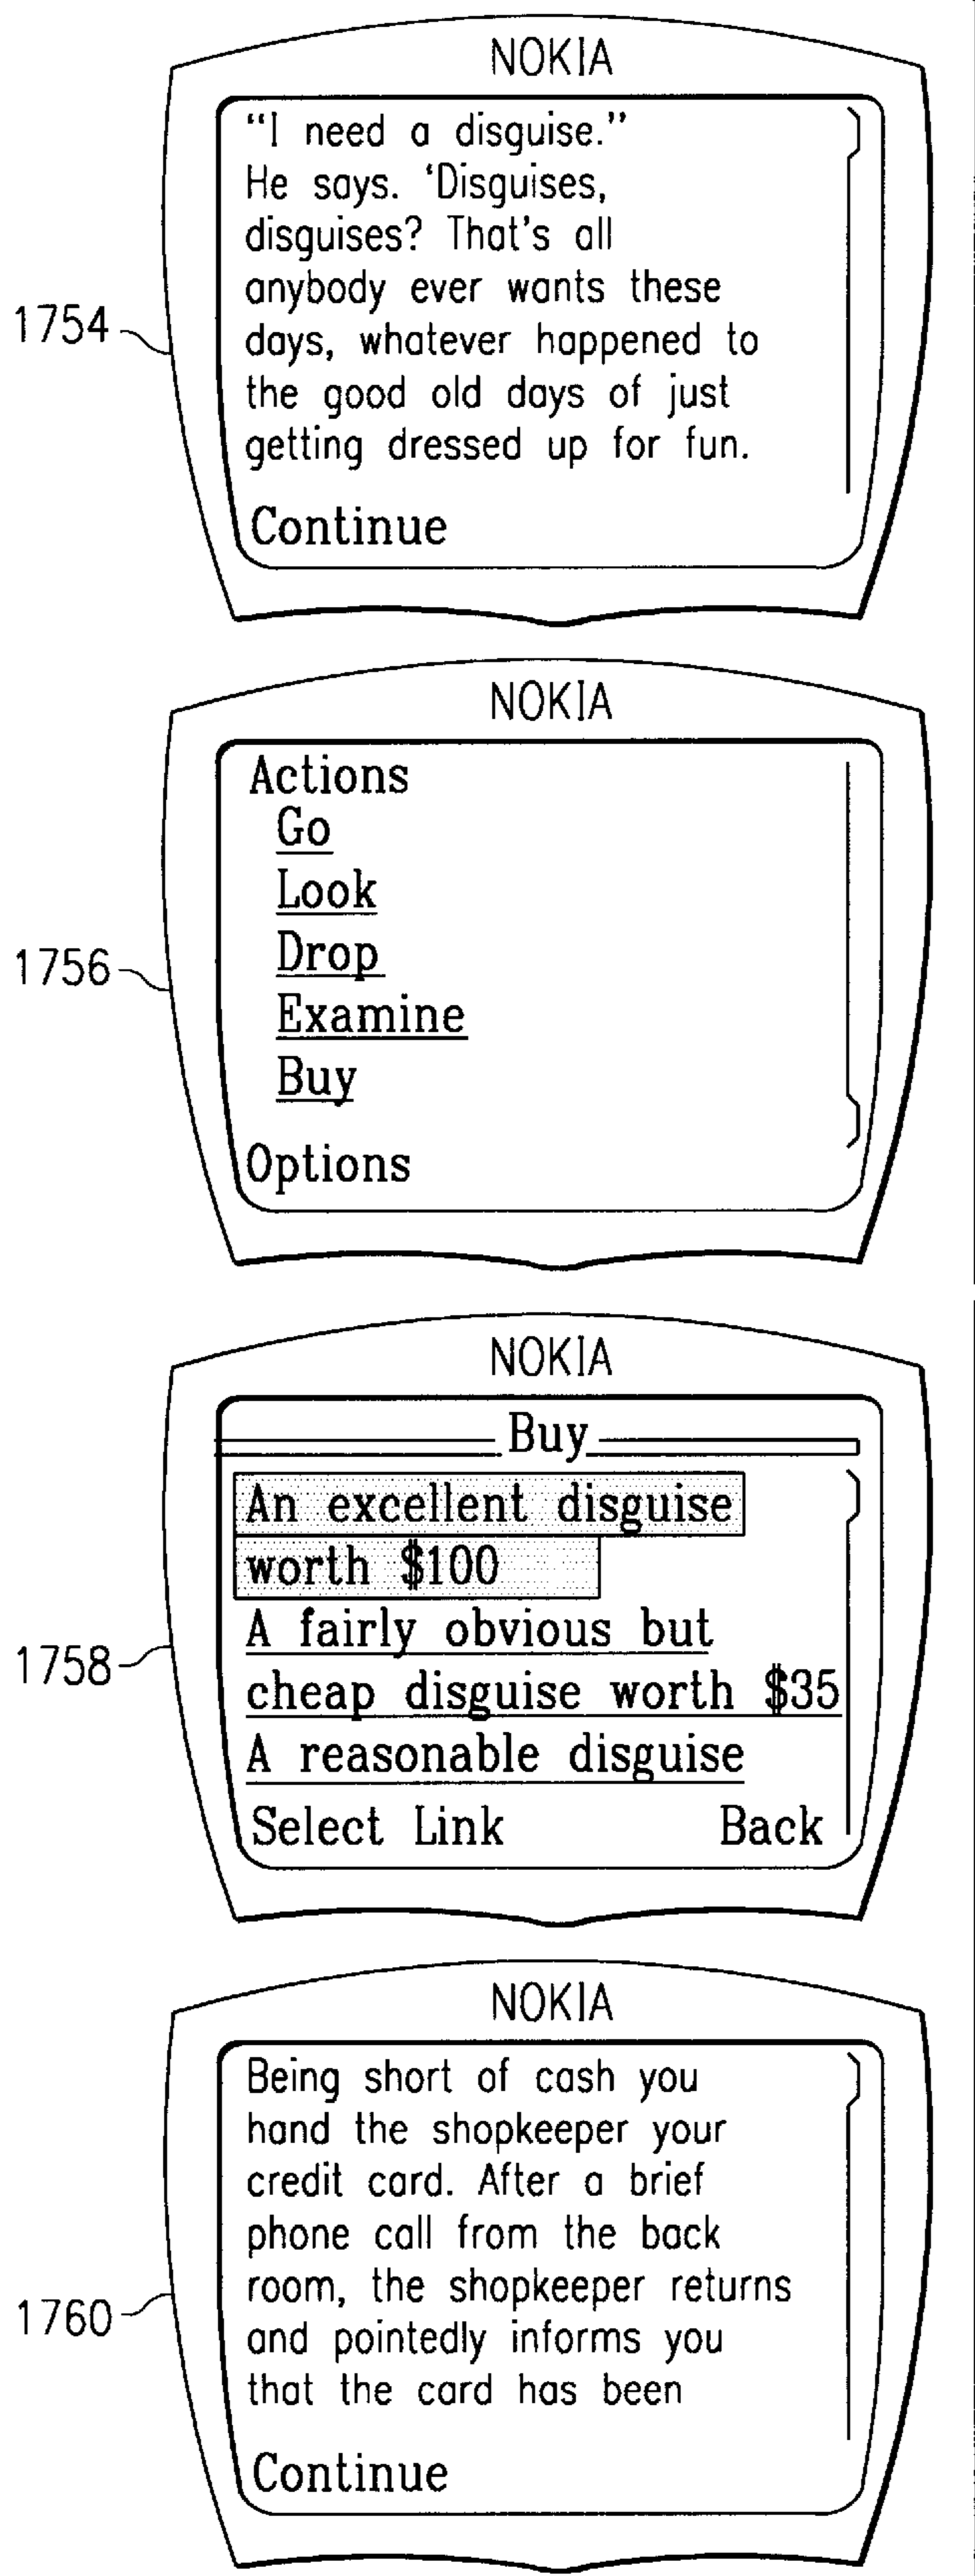 NOKIA
“I need a disguise.”
He says. ‘Disguises,
disguises? That's all
anybody ever wants these
days, whatever happened to
the good old days of just
getting dressed up for fun.
Continue
1754
NOKIA
Actions
Go
Look
Drop
Examine
Buy
Options
1756
NOKIA
Buy
An excellent disguise
worth $100
A fairly obvious but
cheap disguise worth $35
A reasonable disguise
Select Link Back
1758
NOKIA
Being short of cash you
hand the shopkeeper your
credit card. After a brief
phone call from the back
room, the shopkeeper returns
and pointedly informs you
that the card has been
Continue
1760